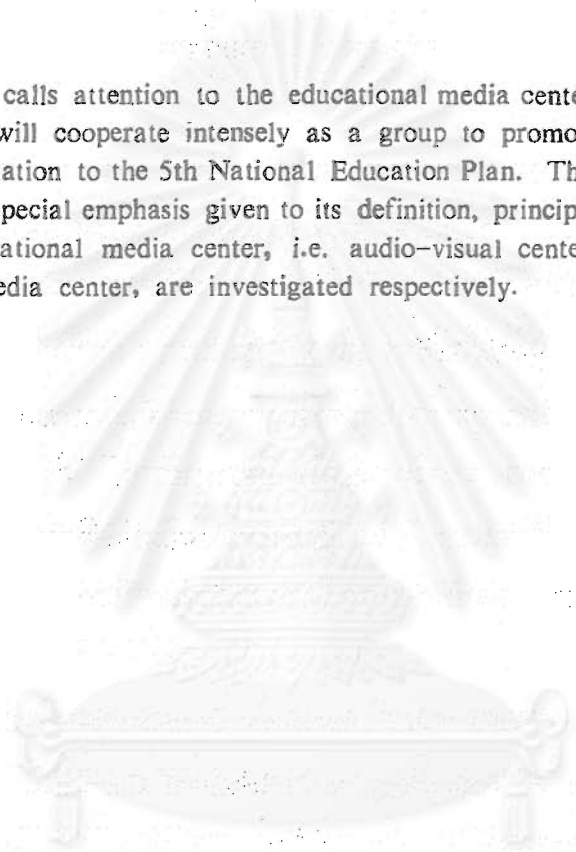 calls attention to the educational media cente
will cooperate intensely as a group to promo
ation to the 5th National Education Plan. Th
pecial emphasis given to its definition, princip
ational media center, i.e. audio-visual cente
edia center, are investigated respectively.